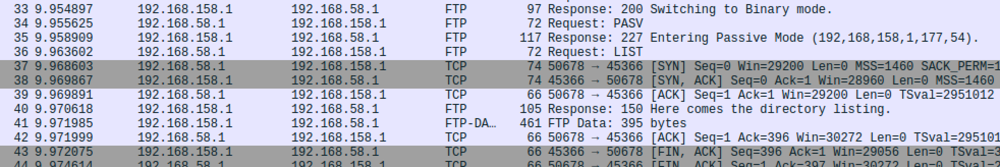 33 9.954897 192.168.158.1 192.168.58.1 FTP 97 Response: 200 Switching to Binary mode.
34 9.955625 192.168.58.1 192.168.158.1 FTP 72 Request: PASV
35 9.958909 192.168.158.1 192.168.58.1 FTP 117 Response: 227 Entering Passive Mode (192,168,158,1,177,54).
36 9.963602 192.168.58.1 192.168.158.1 FTP 72 Request: LIST
37 9.968603 192.168.58.1 192.168.158.1 TCP 74 50678 → 45366 [SYN] Seq=0 Win=29200 Len=0 MSS=1460 SACK_PERM=1
38 9.969867 192.168.158.1 192.168.58.1 TCP 74 45366 → 50678 [SYN, ACK] Seq=0 Ack=1 Win=28960 Len=0 MSS=1460
39 9.969891 192.168.58.1 192.168.158.1 TCP 66 50678 → 45366 [ACK] Seq=1 Ack=1 Win=29200 Len=0 TSval=2951012
40 9.970618 192.168.158.1 192.168.58.1 FTP 105 Response: 150 Here comes the directory listing.
41 9.971985 192.168.158.1 192.168.58.1 FTP-DA… 461 FTP Data: 395 bytes
42 9.971999 192.168.58.1 192.168.158.1 TCP 66 50678 → 45366 [ACK] Seq=1 Ack=396 Win=30272 Len=0 TSval=295101
43 9.972075 192.168.158.1 192.168.58.1 TCP 66 45366 → 50678 [FIN, ACK] Seq=396 Ack=1 Win=29056 Len=0 TSval=3
44 9.974614 192.168.58.1 192.168.158.1 TCP 66 50678 → 45366 [FIN, ACK] Seq=1 Ack=397 Win=30272 Len=0